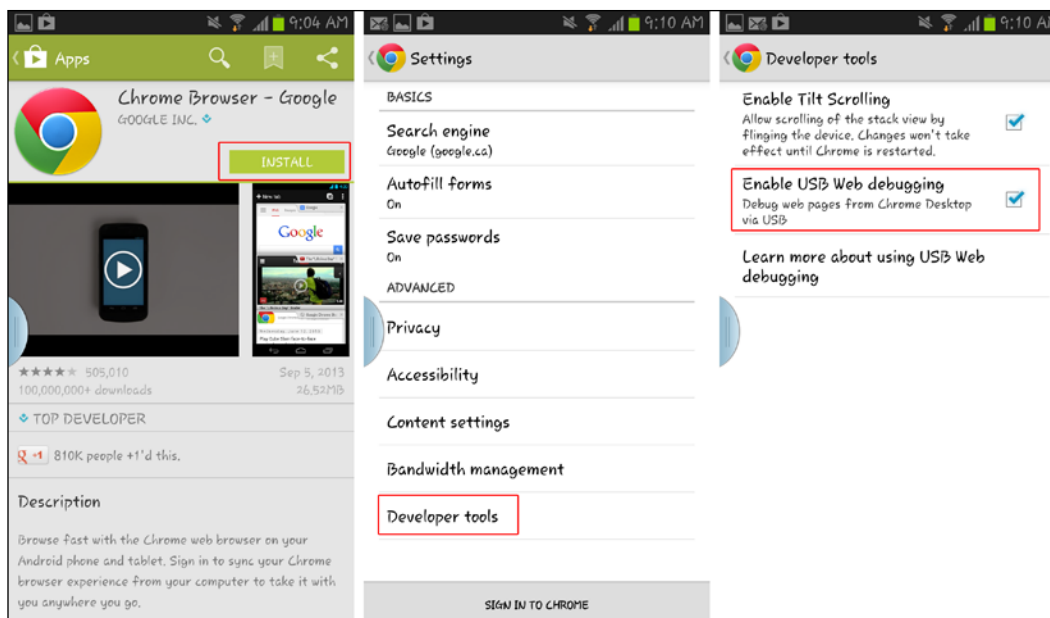 9:04 AM
Apps
Chrome Browser – Google
GOOGLE INC.
INSTALL
Google
505,010
Sep 5, 2013
100,000,000+ downloads
26.52MB
TOP DEVELOPER
+1
810K people +1'd this.
Description
Browse fast with the Chrome web browser on your
Android phone and tablet. Sign in to sync your Chrome
browser experience from your computer to take it with
you anywhere you go.
9:10 AM
Settings
BASICS
Search engine
Google (google.ca)
Autofill forms
On
Save passwords
On
ADVANCED
Privacy
Accessibility
Content settings
Bandwidth management
Developer tools
SIGN IN TO CHROME
9:10 A
Developer tools
Enable Tilt Scrolling
Allow scrolling of the stack view by
flinging the device. Changes won't take
effect until Chrome is restarted.
Enable USB Web debugging
Debug web pages from Chrome Desktop
via USB
Learn more about using USB Web
debugging